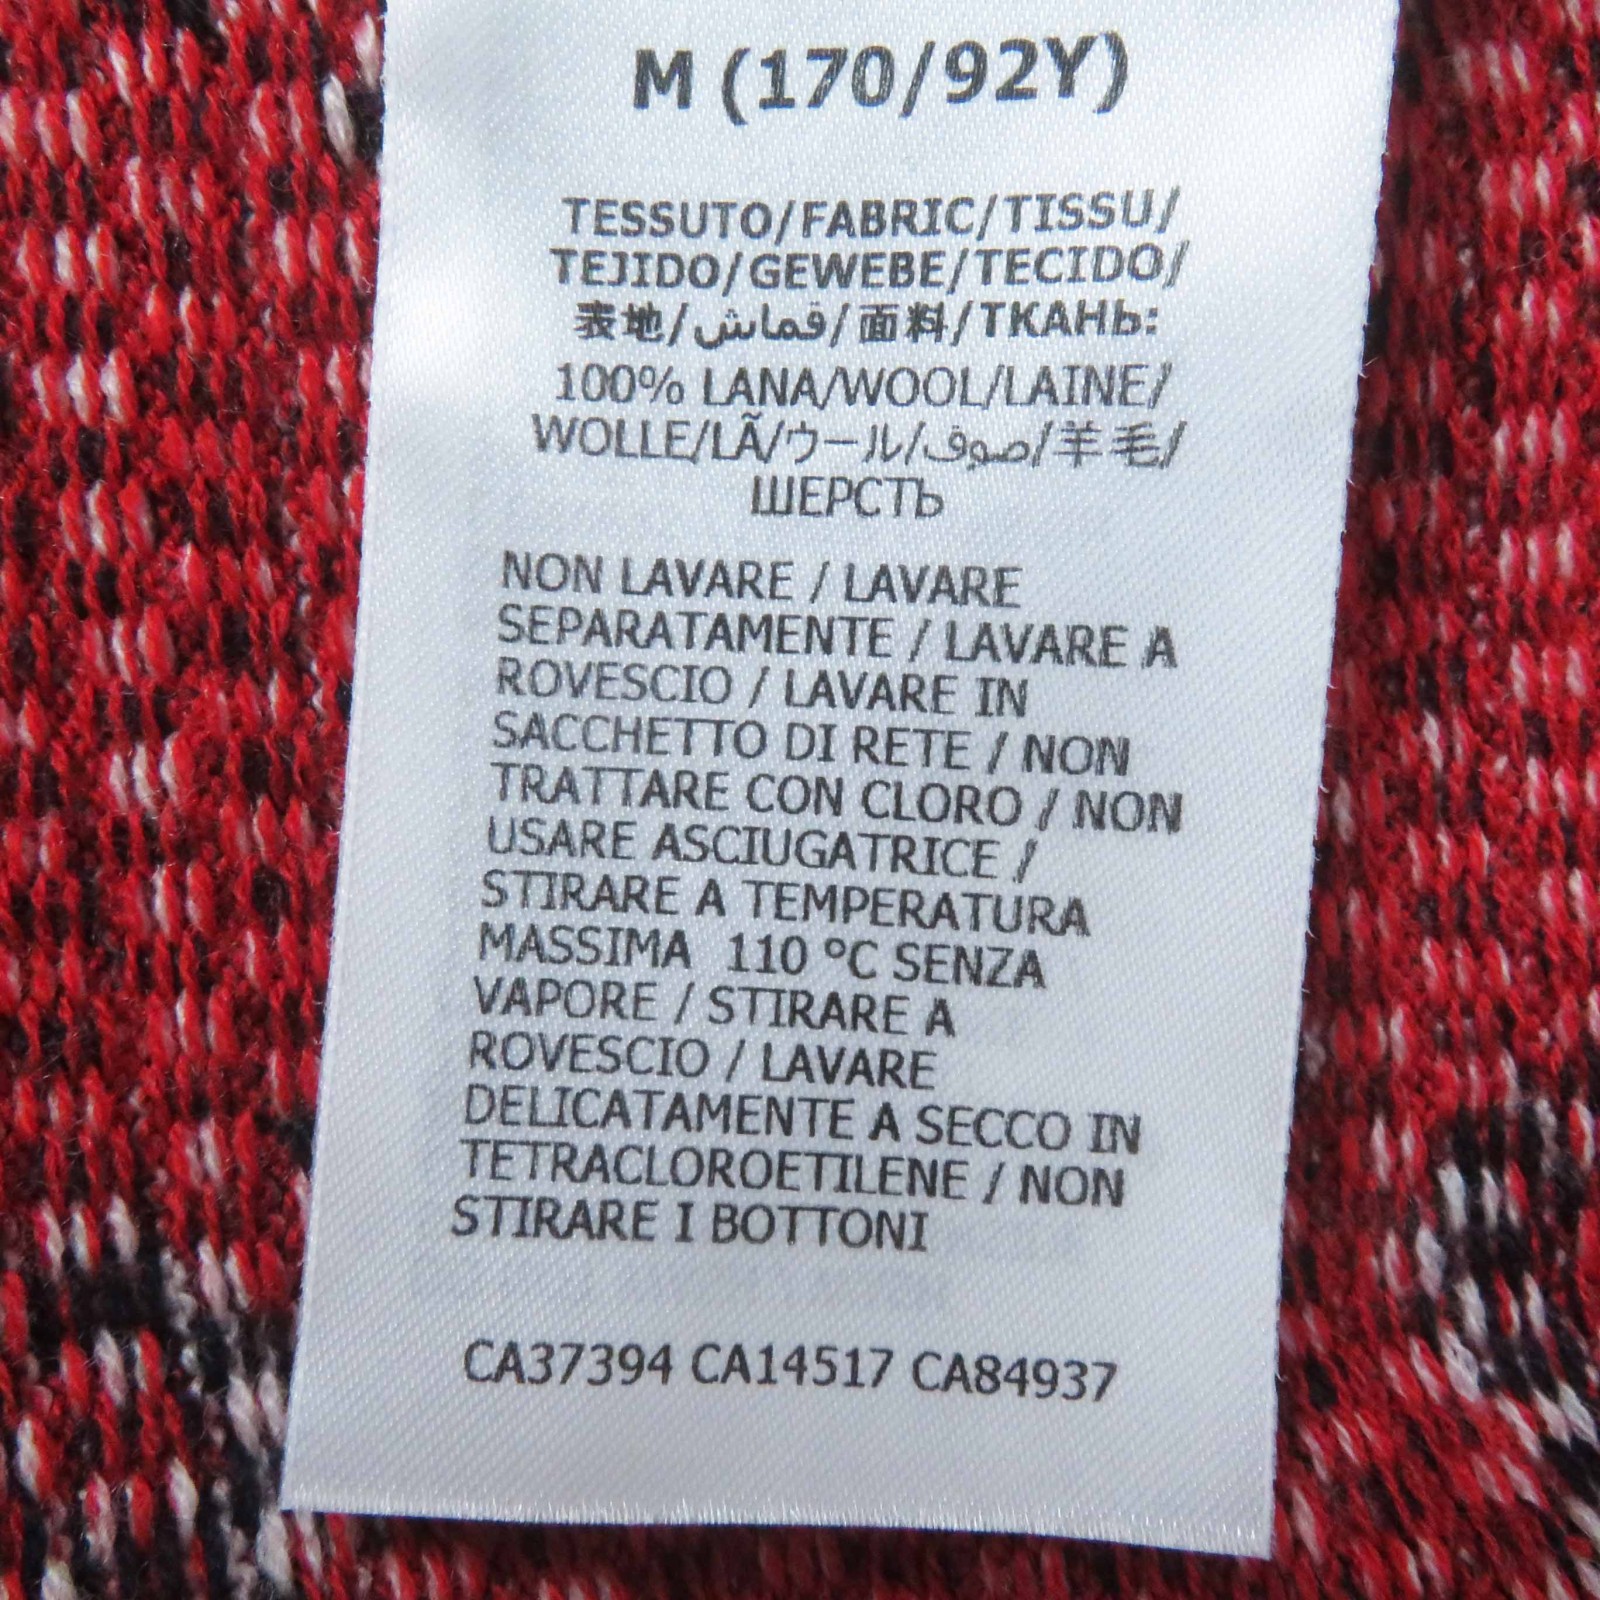 M (170/92Y)
TESSUTO/FABRIC/TISSU/
TEJIDO/GEWEBE/TECIDO/
表地/قماش/面料/ТКАНЬ:
100% LANA/WOOL/LAINE/
WOLLE/LÃ/ウール/صوف/羊毛/
ШЕРСТЬ
NON LAVARE / LAVARE
SEPARATAMENTE / LAVARE A
ROVESCIO / LAVARE IN
SACCHETTO DI RETE / NON
TRATTARE CON CLORO / NON
USARE ASCIUGATRICE /
STIRARE A TEMPERATURA
MASSIMA 110 °C SENZA
VAPORE / STIRARE A
ROVESCIO / LAVARE
DELICATAMENTE A SECCO IN
TETRACLOROETILENE / NON
STIRARE I BOTTONI
CA37394 CA14517 CA84937